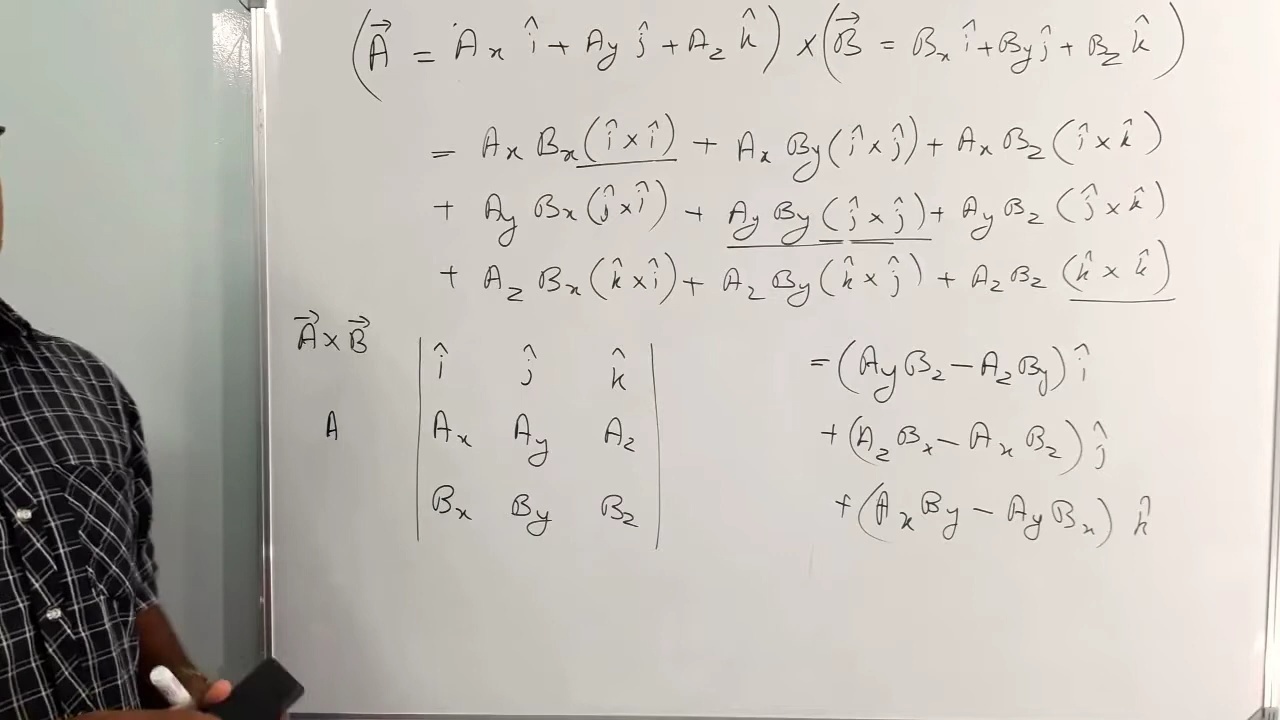 (A⃗ = Ax î + Ay ĵ + Az k̂) × (B⃗ = Bx î + By ĵ + Bz k̂)
= Ax Bx (î × î) + Ax By (î × ĵ) + Ax Bz (î × k̂)
+ Ay Bx (ĵ × î) + Ay By (ĵ × ĵ) + Ay Bz (ĵ × k̂)
+ Az Bx (k̂ × î) + Az By (k̂ × ĵ) + Az Bz (k̂ × k̂)
A⃗ × B⃗
| î ĵ k̂ |
A
| Ax Ay Az |
| Bx By Bz |
= (Ay Bz − Az By) î
+ (Az Bx − Ax Bz) ĵ
+ (Ax By − Ay Bx) k̂